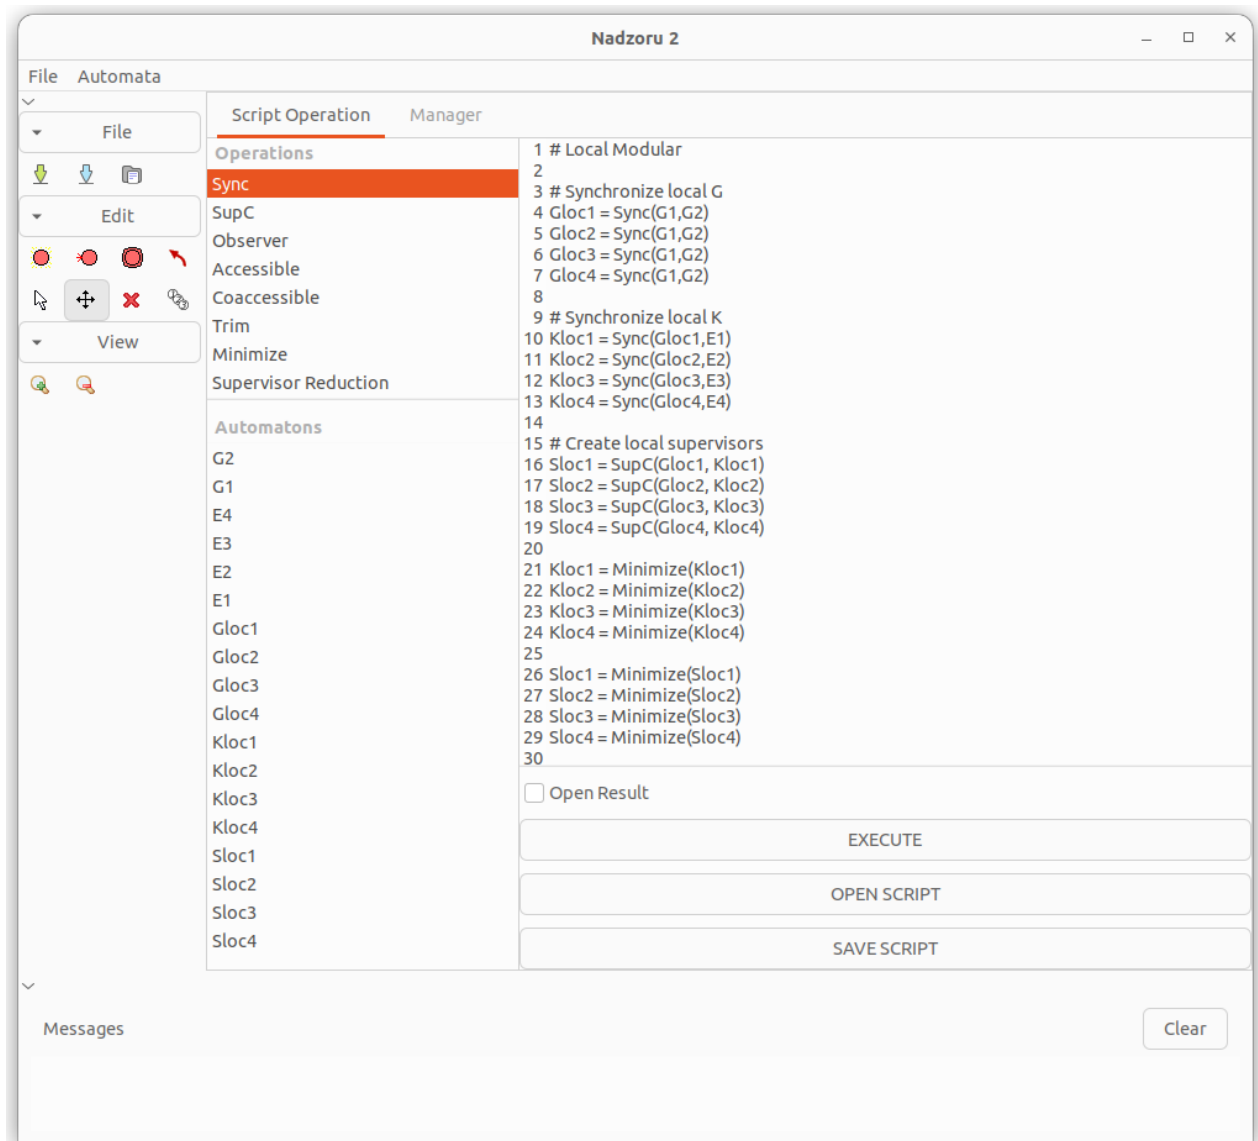 Nadzoru 2
File Automata
File
Edit
View
Script Operation Manager
Operations
Sync
SupC
Observer
Accessible
Coaccessible
Trim
Minimize
Supervisor Reduction
Automatons
G2
G1
E4
E3
E2
E1
Gloc1
Gloc2
Gloc3
Gloc4
Kloc1
Kloc2
Kloc3
Kloc4
Sloc1
Sloc2
Sloc3
Sloc4
1 # Local Modular
2
3 # Synchronize local G
4 Gloc1 = Sync(G1,G2)
5 Gloc2 = Sync(G1,G2)
6 Gloc3 = Sync(G1,G2)
7 Gloc4 = Sync(G1,G2)
8
9 # Synchronize local K
10 Kloc1 = Sync(Gloc1,E1)
11 Kloc2 = Sync(Gloc2,E2)
12 Kloc3 = Sync(Gloc3,E3)
13 Kloc4 = Sync(Gloc4,E4)
14
15 # Create local supervisors
16 Sloc1 = SupC(Gloc1, Kloc1)
17 Sloc2 = SupC(Gloc2, Kloc2)
18 Sloc3 = SupC(Gloc3, Kloc3)
19 Sloc4 = SupC(Gloc4, Kloc4)
20
21 Kloc1 = Minimize(Kloc1)
22 Kloc2 = Minimize(Kloc2)
23 Kloc3 = Minimize(Kloc3)
24 Kloc4 = Minimize(Kloc4)
25
26 Sloc1 = Minimize(Sloc1)
27 Sloc2 = Minimize(Sloc2)
28 Sloc3 = Minimize(Sloc3)
29 Sloc4 = Minimize(Sloc4)
30
Open Result
EXECUTE
OPEN SCRIPT
SAVE SCRIPT
Messages
Clear